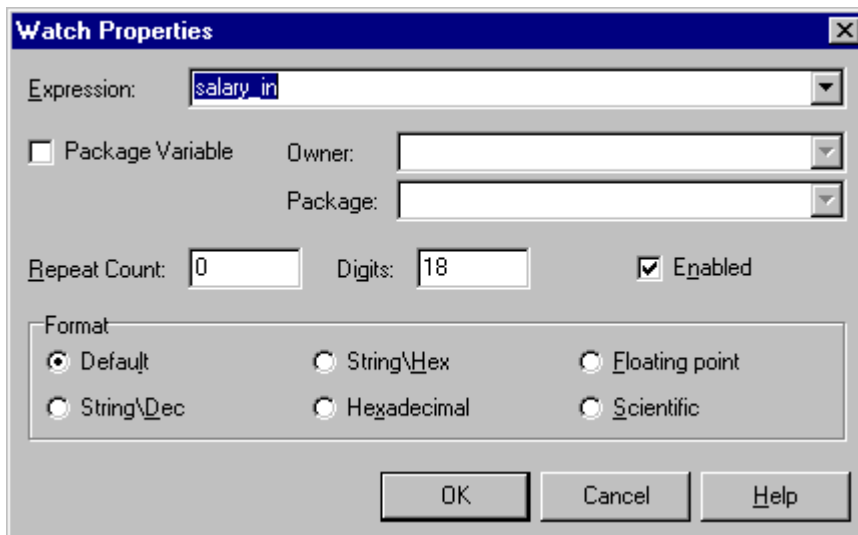 Watch Properties
Expression: salary_in
Package Variable Owner:
Package:
Repeat Count: 0 Digits: 18 Enabled
Format
Default String\Hex Floating point
String\Dec Hexadecimal Scientific
OK Cancel Help